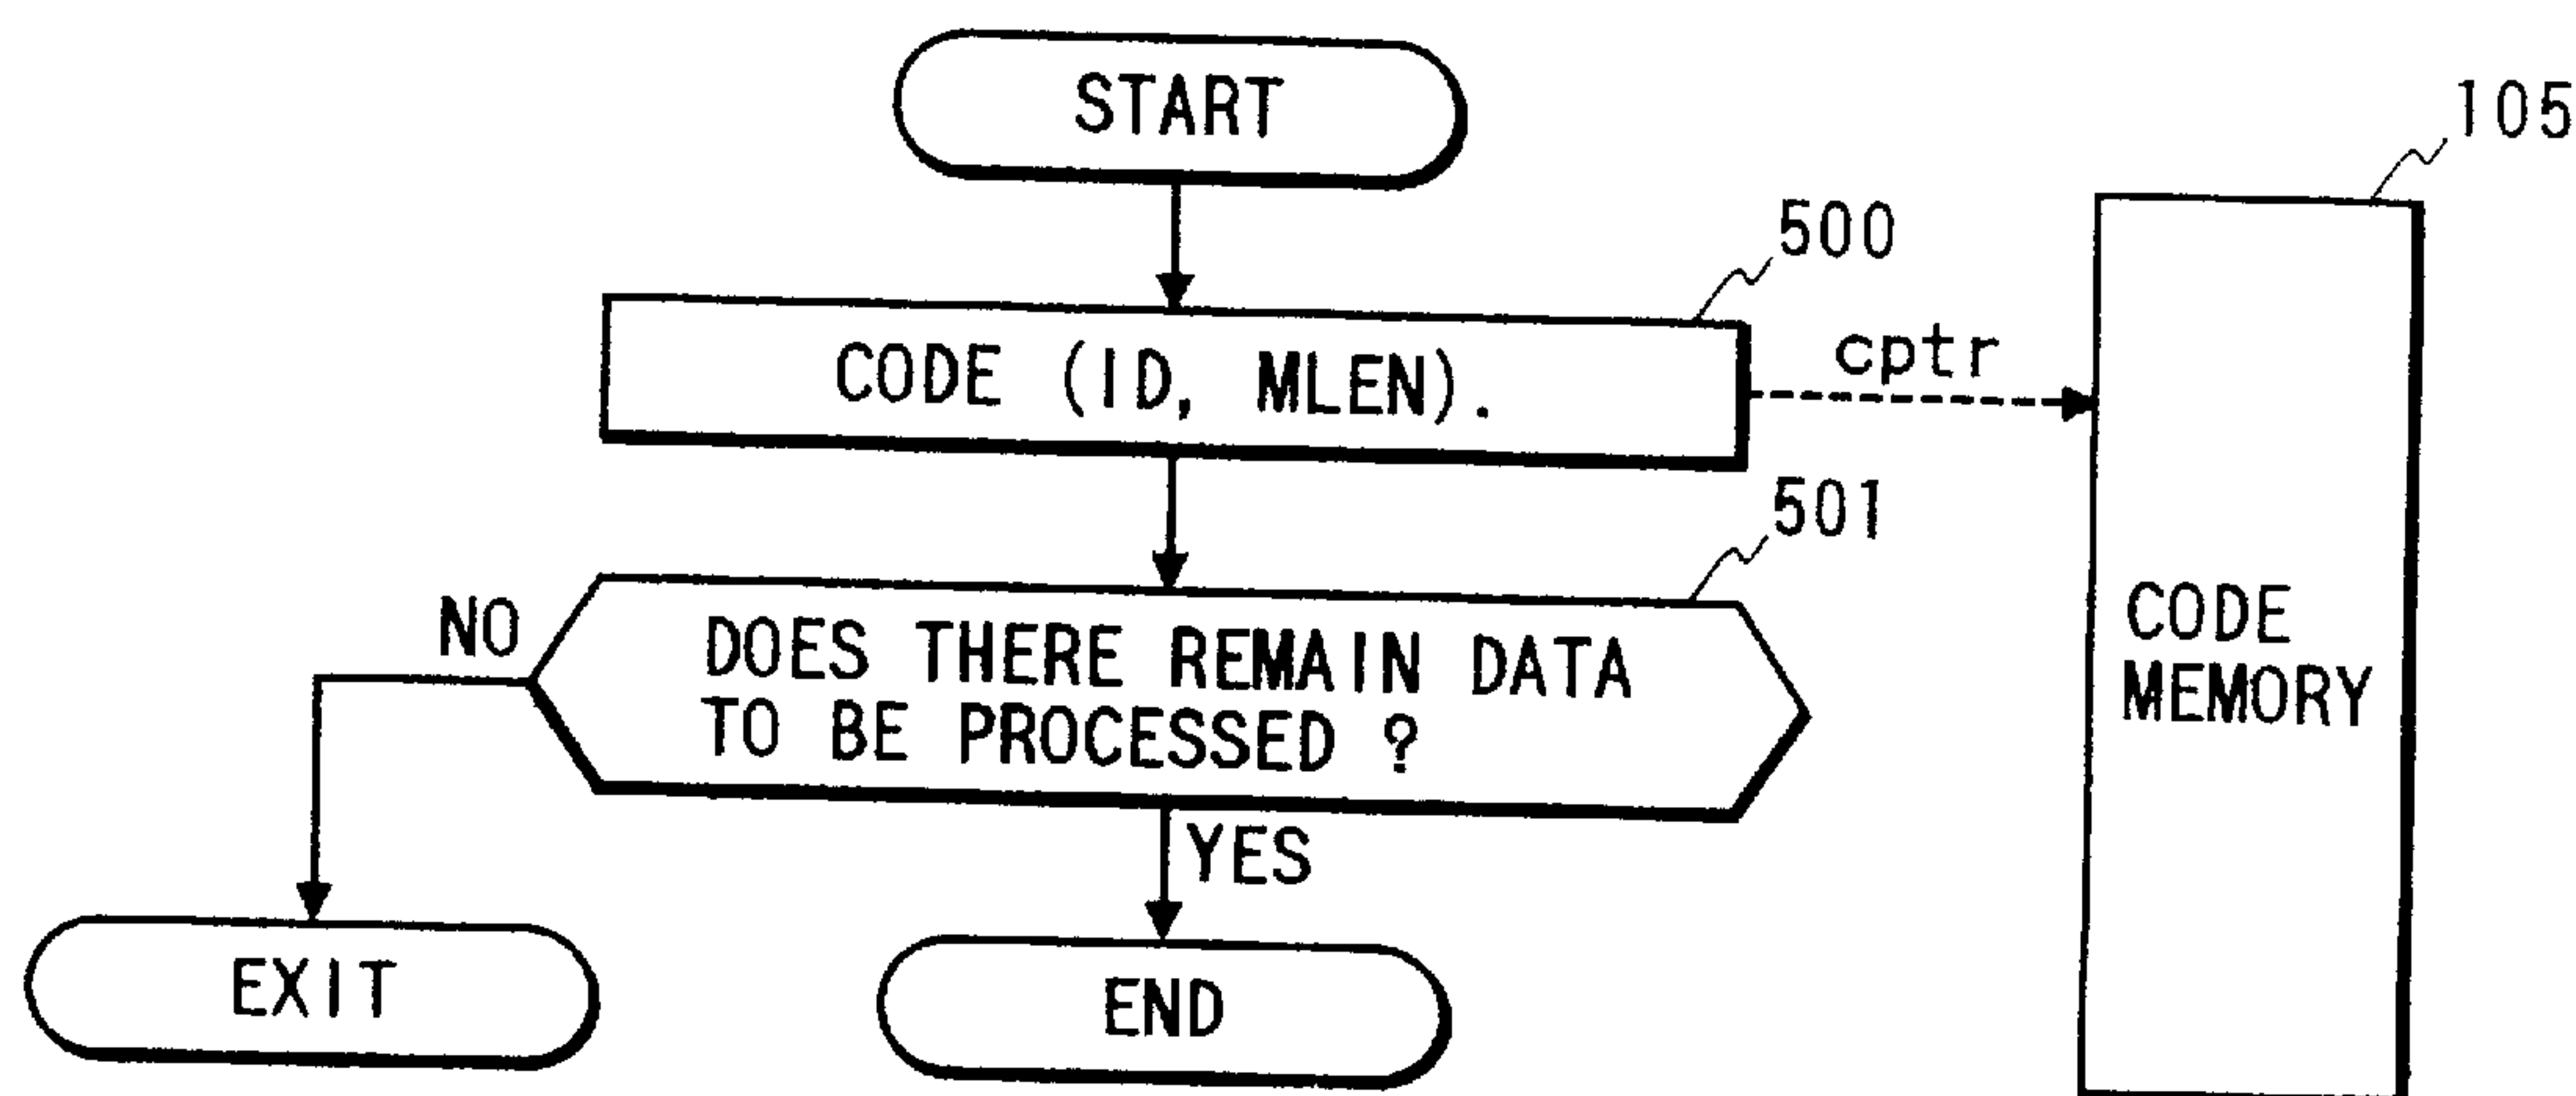 START
105
500
CODE (ID, MLEN).
cptr
501
NO
DOES THERE REMAIN DATA
TO BE PROCESSED ?
CODE
MEMORY
YES
EXIT
END